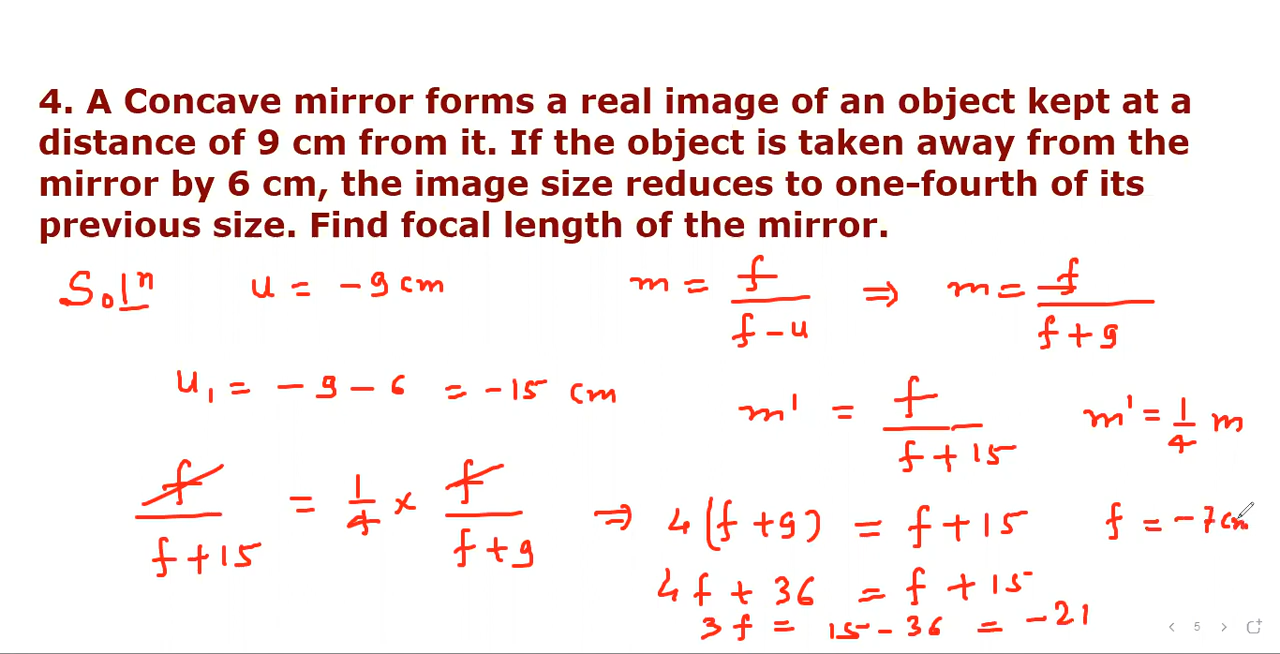 4. A Concave mirror forms a real image of an object kept at a
distance of 9 cm from it. If the object is taken away from the
mirror by 6 cm, the image size reduces to one-fourth of its
previous size. Find focal length of the mirror.
Solⁿ u = -9 cm m = f / f - u ⇒ m = f / f + 9
u₁ = - 9 - 6 = -15 cm m' = f / f + 15 m' = 1/4 m
f / f + 15 = 1/4 × f / f + 9 ⇒ 4(f + 9) = f + 15 f = -7 cm
4f + 36 = f + 15
3f = 15 - 36 = -21
5